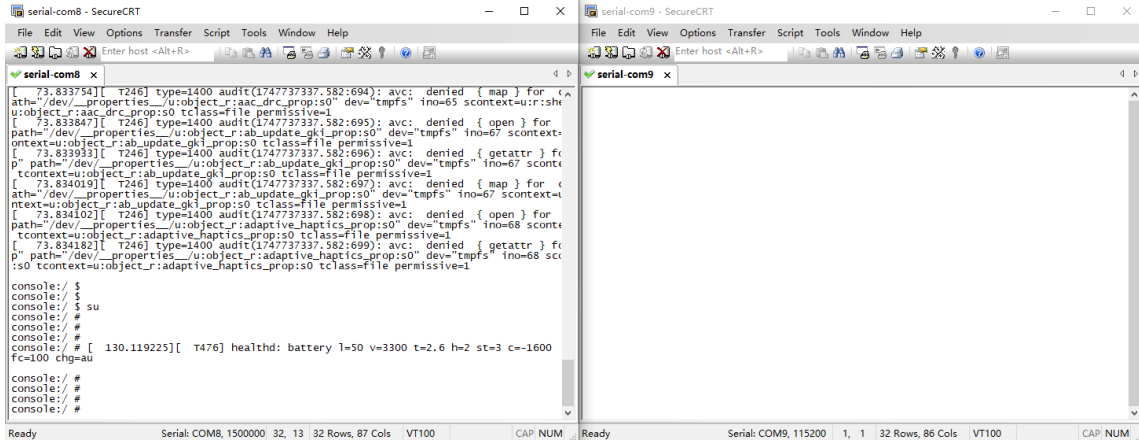 serial-com8 - SecureCRT
File Edit View Options Transfer Script Tools Window Help
Enter host <Alt+R>
serial-com8 x
[   73.833754][  T246] type=1400 audit(1747737337.582:694): avc:  denied  { map } for
ath="/dev/__properties__/u:object_r:aac_drc_prop:s0" dev="tmpfs" ino=65 scontext=u:r:she
u:object_r:aac_drc_prop:s0 tclass=file permissive=1
[   73.833847][  T246] type=1400 audit(1747737337.582:695): avc:  denied  { open } for
path="/dev/__properties__/u:object_r:ab_update_gki_prop:s0" dev="tmpfs" ino=67 scontext=
ontext=u:object_r:ab_update_gki_prop:s0 tclass=file permissive=1
[   73.833933][  T246] type=1400 audit(1747737337.582:696): avc:  denied  { getattr } fo
p" path="/dev/__properties__/u:object_r:ab_update_gki_prop:s0" dev="tmpfs" ino=67 sconte
 tcontext=u:object_r:ab_update_gki_prop:s0 tclass=file permissive=1
[   73.834019][  T246] type=1400 audit(1747737337.582:697): avc:  denied  { map } for
ath="/dev/__properties__/u:object_r:ab_update_gki_prop:s0" dev="tmpfs" ino=67 scontext=u
ntext=u:object_r:ab_update_gki_prop:s0 tclass=file permissive=1
[   73.834102][  T246] type=1400 audit(1747737337.582:698): avc:  denied  { open } for
path="/dev/__properties__/u:object_r:adaptive_haptics_prop:s0" dev="tmpfs" ino=68 sconte
 tcontext=u:object_r:adaptive_haptics_prop:s0 tclass=file permissive=1
[   73.834182][  T246] type=1400 audit(1747737337.582:699): avc:  denied  { getattr } fo
p" path="/dev/__properties__/u:object_r:adaptive_haptics_prop:s0" dev="tmpfs" ino=68 sco
:s0 tcontext=u:object_r:adaptive_haptics_prop:s0 tclass=file permissive=1
console:/ $
console:/ $
console:/ $ su
console:/ #
console:/ #
console:/ #
console:/ # [  130.119225][  T476] healthd: battery l=50 v=3300 t=2.6 h=2 st=3 c=-1600
fc=100 chg=au
console:/ #
console:/ #
console:/ #
console:/ #
Ready Serial: COM8, 1500000 32, 13 32 Rows, 87 Cols VT100 CAP NUM
serial-com9 - SecureCRT
File Edit View Options Transfer Script Tools Window Help
Enter host <Alt+R>
serial-com9 x
Ready Serial: COM9, 115200 1, 1 32 Rows, 86 Cols VT100 CAP NUM